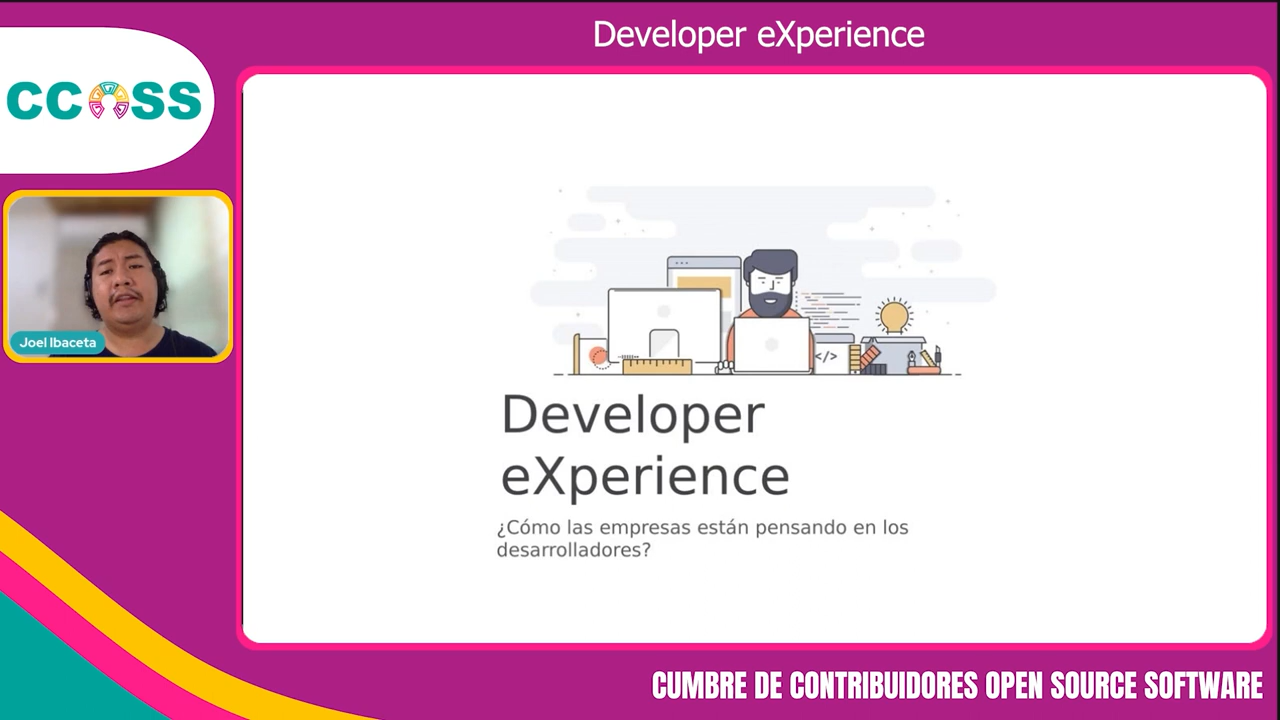 Developer eXperience
CCOSS
Joel Ibaceta
</>
Developer
eXperience
¿Cómo las empresas están pensando en los
desarrolladores?
CUMBRE DE CONTRIBUIDORES OPEN SOURCE SOFTWARE